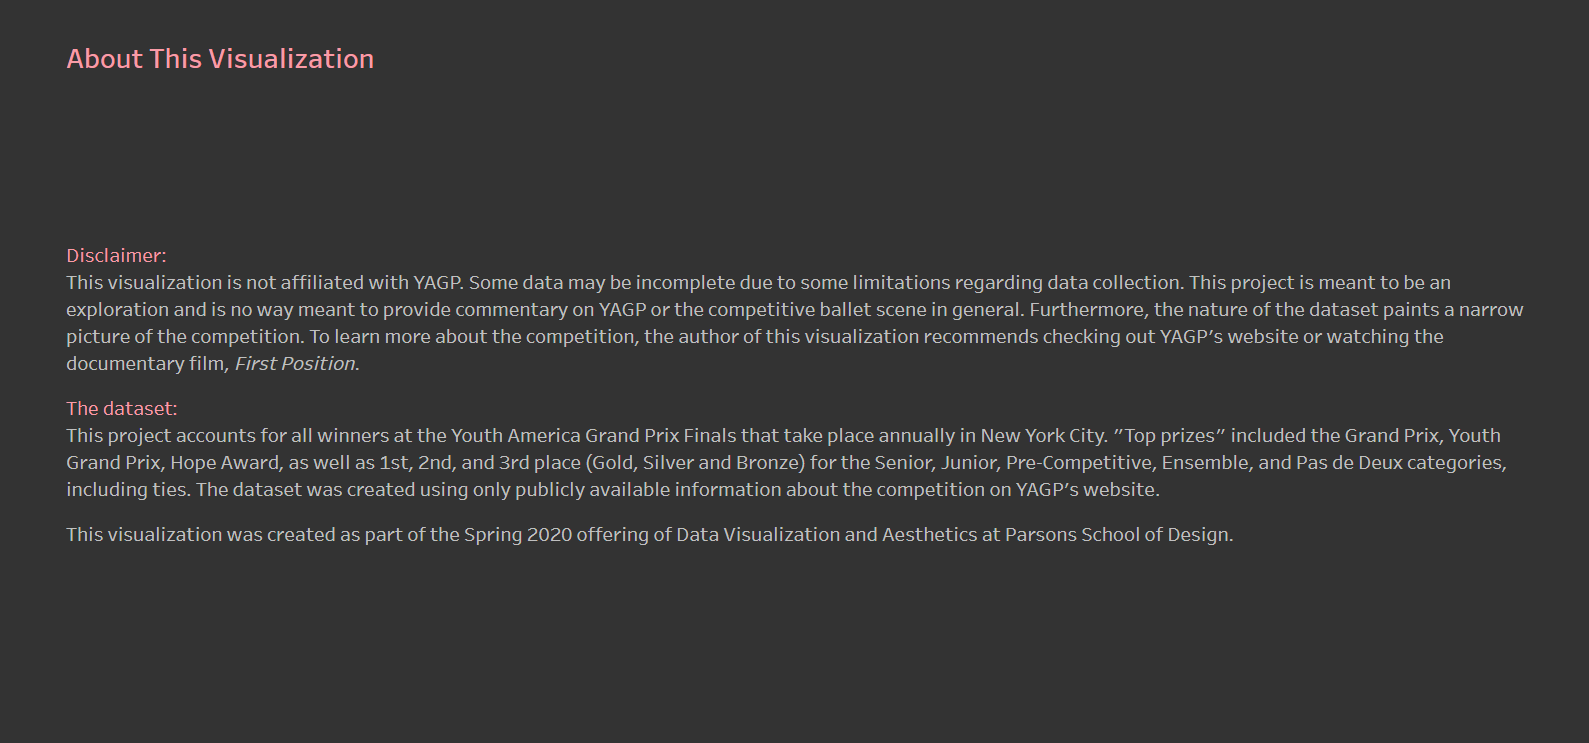 About This Visualization
Disclaimer:
This visualization is not affiliated with YAGP. Some data may be incomplete due to some limitations regarding data collection. This project is meant to be an
exploration and is no way meant to provide commentary on YAGP or the competitive ballet scene in general. Furthermore, the nature of the dataset paints a narrow
picture of the competition. To learn more about the competition, the author of this visualization recommends checking out YAGP’s website or watching the
documentary film, First Position.
The dataset:
This project accounts for all winners at the Youth America Grand Prix Finals that take place annually in New York City. ”Top prizes” included the Grand Prix, Youth
Grand Prix, Hope Award, as well as 1st, 2nd, and 3rd place (Gold, Silver and Bronze) for the Senior, Junior, Pre-Competitive, Ensemble, and Pas de Deux categories,
including ties. The dataset was created using only publicly available information about the competition on YAGP’s website.
This visualization was created as part of the Spring 2020 offering of Data Visualization and Aesthetics at Parsons School of Design.